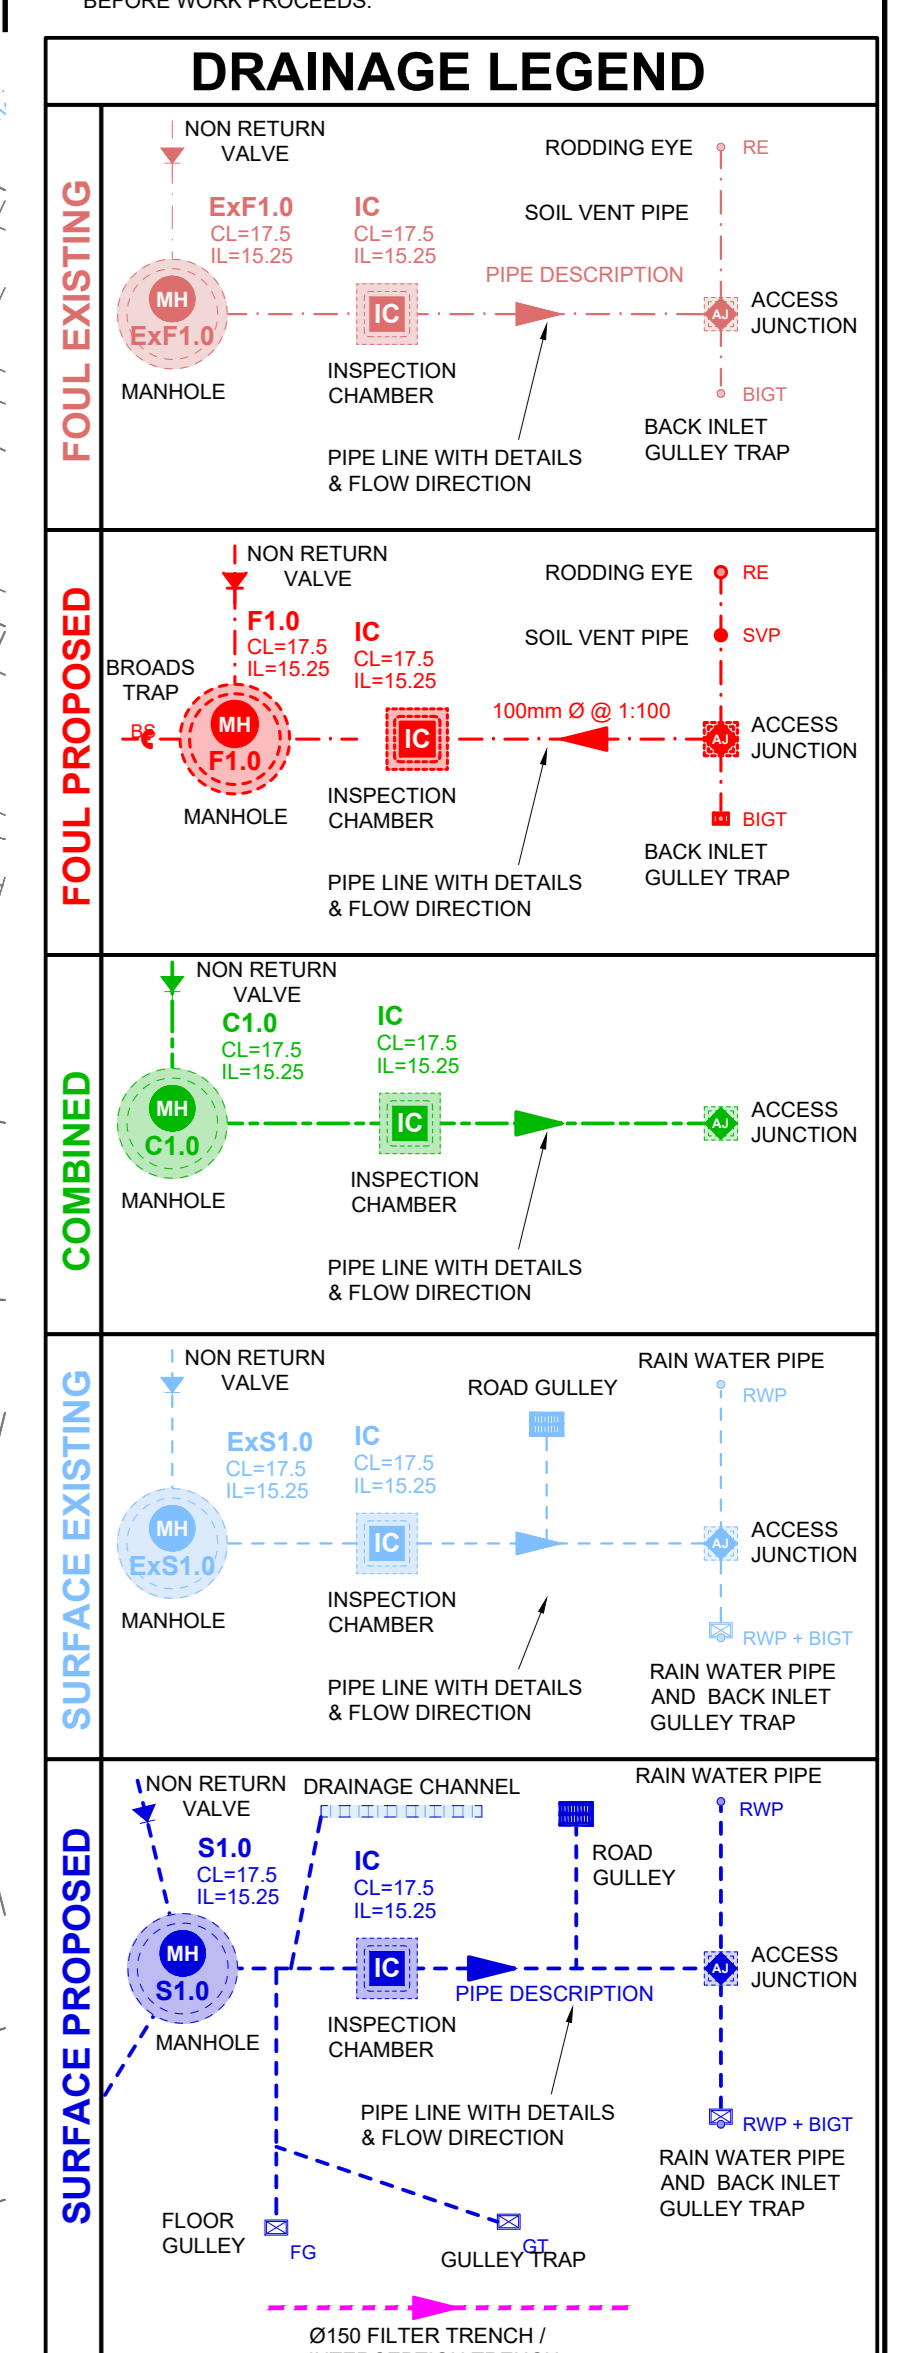 BEFORE WORK PROCEEDS.
DRAINAGE LEGEND
FOUL EXISTING
NON RETURN
VALVE
RODDING EYE
RE
ExF1.0
CL=17.5
IL=15.25
IC
CL=17.5
IL=15.25
SOIL VENT PIPE
PIPE DESCRIPTION
MH
ExF1.0
IC
AJ
ACCESS
JUNCTION
MANHOLE
INSPECTION
CHAMBER
BIGT
BACK INLET
GULLEY TRAP
PIPE LINE WITH DETAILS
& FLOW DIRECTION
FOUL PROPOSED
NON RETURN
VALVE
RODDING EYE
RE
F1.0
CL=17.5
IL=15.25
IC
CL=17.5
IL=15.25
SOIL VENT PIPE
SVP
BROADS
TRAP
BS
100mm Ø @ 1:100
MH
F1.0
IC
AJ
ACCESS
JUNCTION
MANHOLE
INSPECTION
CHAMBER
BIGT
BACK INLET
GULLEY TRAP
PIPE LINE WITH DETAILS
& FLOW DIRECTION
COMBINED
NON RETURN
VALVE
C1.0
CL=17.5
IL=15.25
IC
CL=17.5
IL=15.25
MH
C1.0
IC
AJ
ACCESS
JUNCTION
MANHOLE
INSPECTION
CHAMBER
PIPE LINE WITH DETAILS
& FLOW DIRECTION
SURFACE EXISTING
NON RETURN
VALVE
RAIN WATER PIPE
RWP
ROAD GULLEY
ExS1.0
CL=17.5
IL=15.25
IC
CL=17.5
IL=15.25
MH
ExS1.0
IC
AJ
ACCESS
JUNCTION
MANHOLE
INSPECTION
CHAMBER
RWP + BIGT
RAIN WATER PIPE
AND BACK INLET
GULLEY TRAP
PIPE LINE WITH DETAILS
& FLOW DIRECTION
SURFACE PROPOSED
NON RETURN
VALVE
DRAINAGE CHANNEL
RAIN WATER PIPE
RWP
S1.0
CL=17.5
IL=15.25
IC
CL=17.5
IL=15.25
ROAD
GULLEY
MH
S1.0
IC
AJ
ACCESS
JUNCTION
PIPE DESCRIPTION
MANHOLE
INSPECTION
CHAMBER
PIPE LINE WITH DETAILS
& FLOW DIRECTION
RWP + BIGT
RAIN WATER PIPE
AND BACK INLET
GULLEY TRAP
FLOOR
GULLEY
FG
GT
GULLEY TRAP
Ø150 FILTER TRENCH /